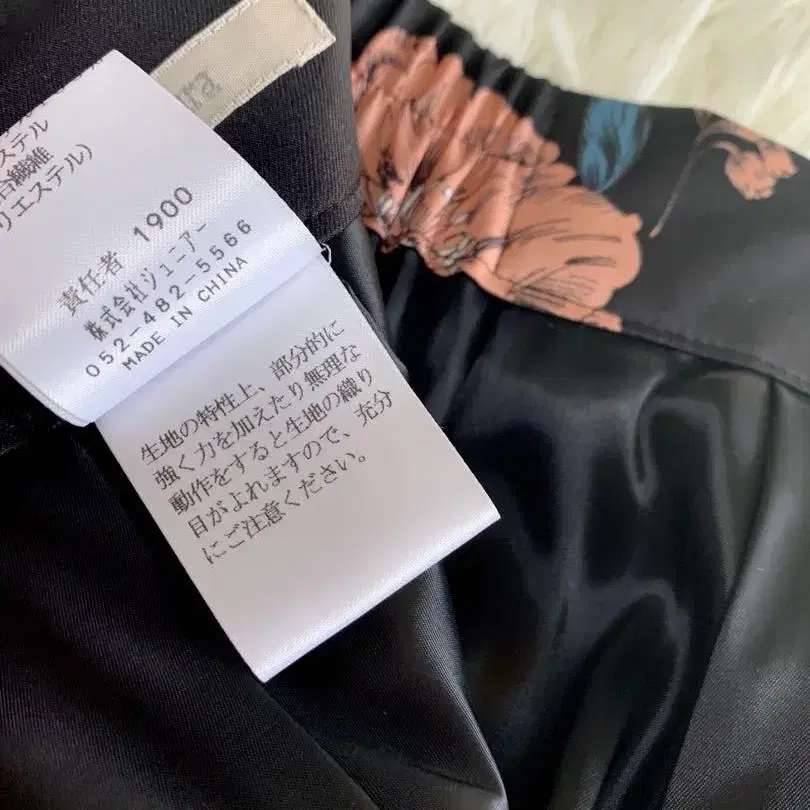 エステル
合繊維
リエステル)
責任者 1900
株式会社ジェーアー
052-482-5566
MADE IN CHINA
生地の特性上、部分的に
強く力を加えたり無理な
動作をすると生地の織り
目がよれますので、充分
にご注意ください。